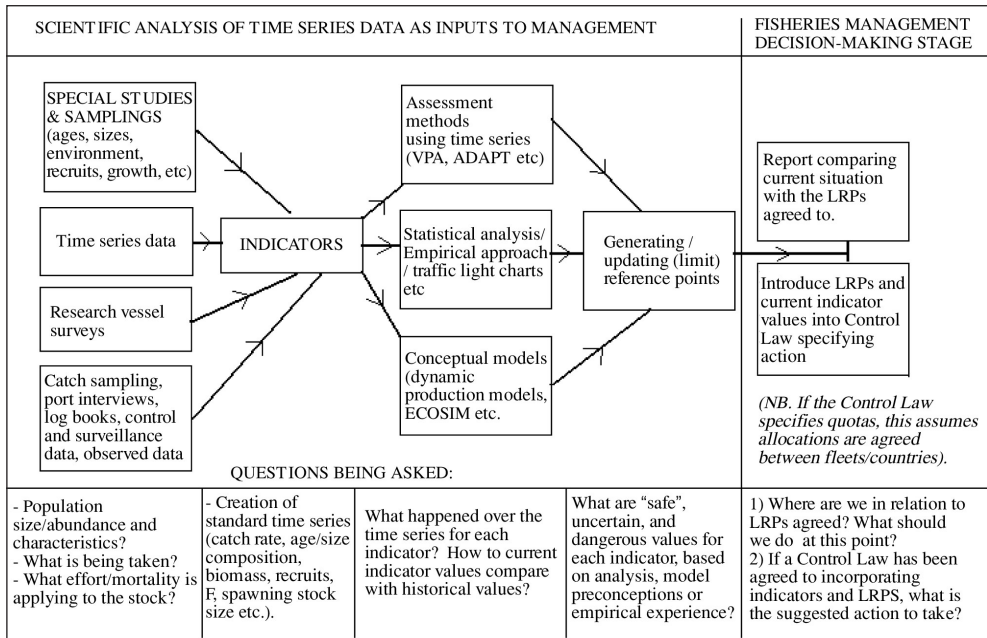 SCIENTIFIC ANALYSIS OF TIME SERIES DATA AS INPUTS TO MANAGEMENT
FISHERIES MANAGEMENT
DECISION-MAKING STAGE
SPECIAL STUDIES
& SAMPLINGS
(ages, sizes,
environment,
recruits, growth, etc)
Time series data
Research vessel
surveys
Catch sampling,
port interviews,
log books, control
and surveillance
data, observed data
INDICATORS
Assessment
methods
using time series
(VPA, ADAPT etc)
Statistical analysis/
Empirical approach
/ traffic light charts
etc
Conceptual models
(dynamic
production models,
ECOSIM etc.
Generating /
updating (limit)
reference points
Report comparing
current situation
with the LRPs
agreed to.
Introduce LRPs and
current indicator
values into Control
Law specifying
action
(NB. If the Control Law
specifies quotas, this assumes
allocations are agreed
between fleets/countries).
QUESTIONS BEING ASKED:
- Population
size/abundance and
characteristics?
- What is being taken?
- What effort/mortality is
applying to the stock?
- Creation of
standard time series
(catch rate, age/size
composition,
biomass, recruits,
F, spawning stock
size etc.).
What happened over the
time series for each
indicator? How to current
indicator values compare
with historical values?
What are “safe”,
uncertain, and
dangerous values for
each indicator, based
on analysis, model
preconceptions or
empirical experience?
1) Where are we in relation to
LRPs agreed? What should
we do at this point?
2) If a Control Law has been
agreed to incorporating
indicators and LRPS, what is
the suggested action to take?